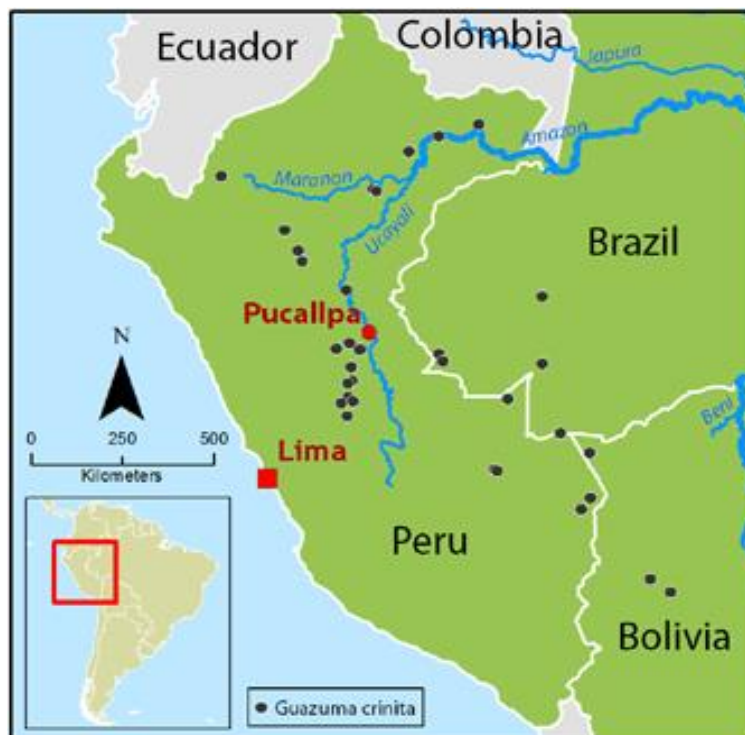 Ecuador
Colombia
Japura
Amazon
Maranon
Ucayali
Brazil
Pucallpa
N
0 250 500
Kilometers
Lima
Beni
Peru
Bolivia
Guazuma crinita